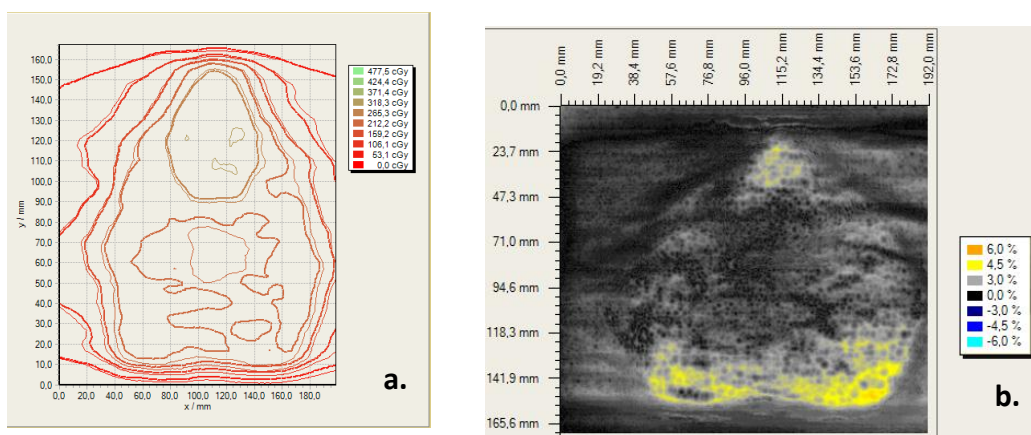 160,0
150,0
140,0
130,0
120,0
110,0
100,0
90,0
80,0
70,0
60,0
50,0
40,0
30,0
20,0
10,0
0,0
0,0 20,0 40,0 60,0 80,0 100,0 120,0 140,0 160,0 180,0
y / mm
x / mm
477,5 cGy
424,4 cGy
371,4 cGy
318,3 cGy
265,3 cGy
212,2 cGy
159,2 cGy
106,1 cGy
53,1 cGy
0,0 cGy
a.
0,0 mm
19,2 mm
38,4 mm
57,6 mm
76,8 mm
96,0 mm
115,2 mm
134,4 mm
153,6 mm
172,8 mm
192,0 mm
0,0 mm
23,7 mm
47,3 mm
71,0 mm
94,6 mm
118,3 mm
141,9 mm
165,6 mm
6,0 %
4,5 %
3,0 %
0,0 %
-3,0 %
-4,5 %
-6,0 %
b.